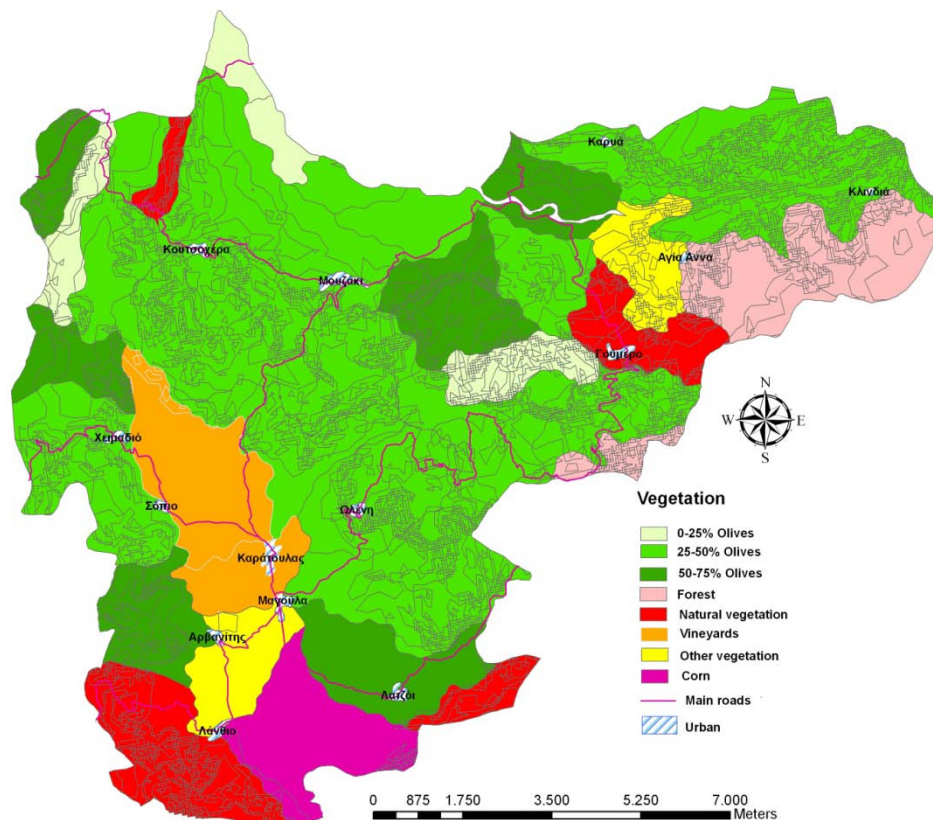 Καρυά
Κλινδιά
Κουτσοχέρα
Αγία Άννα
Μουζάκι
Γούμερο
N
W E
S
Χειμαδιό
Σόπιο
Ωλένη
Καράτουλας
Μαγούλα
Αρβανίτης
Λατζόι
Λάνθιο
Vegetation
0-25% Olives
25-50% Olives
50-75% Olives
Forest
Natural vegetation
Vineyards
Other vegetation
Corn
Main roads
Urban
0 875 1.750 3.500 5.250 7.000
Meters